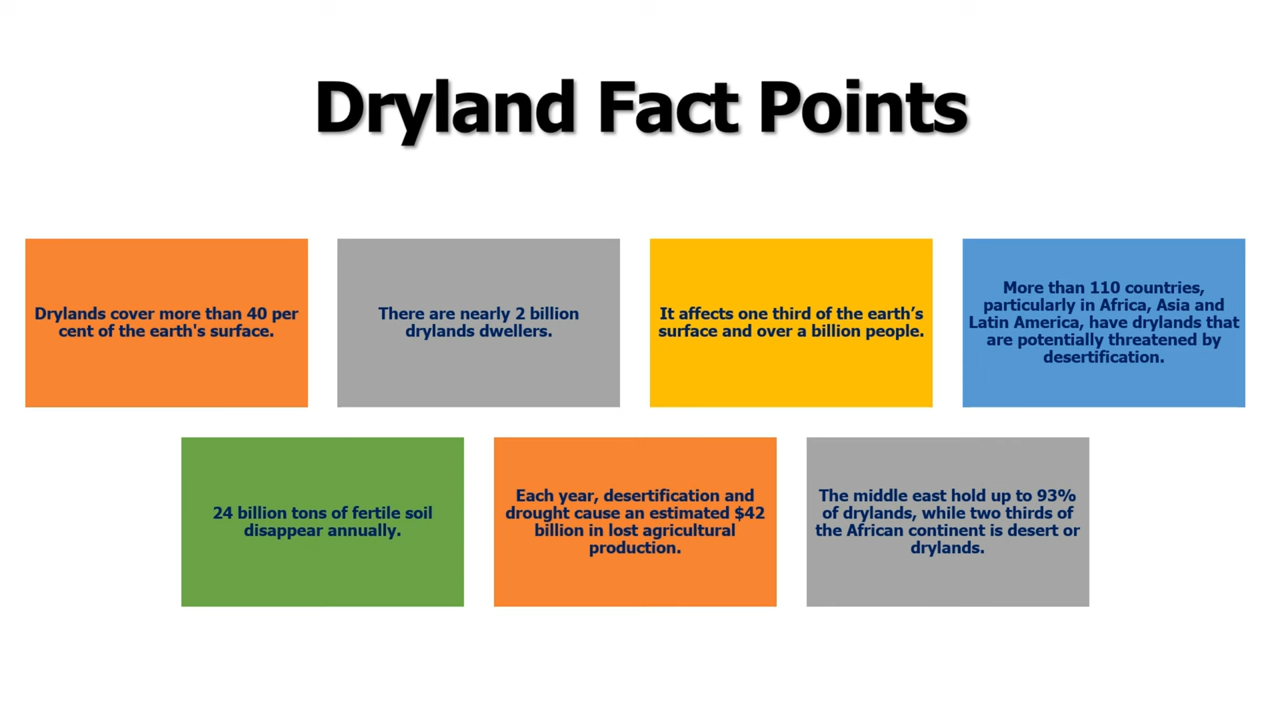 Dryland Fact Points
Drylands cover more than 40 per
cent of the earth's surface.
There are nearly 2 billion
drylands dwellers.
It affects one third of the earth’s
surface and over a billion people.
More than 110 countries,
particularly in Africa, Asia and
Latin America, have drylands that
are potentially threatened by
desertification.
24 billion tons of fertile soil
disappear annually.
Each year, desertification and
drought cause an estimated $42
billion in lost agricultural
production.
The middle east hold up to 93%
of drylands, while two thirds of
the African continent is desert or
drylands.